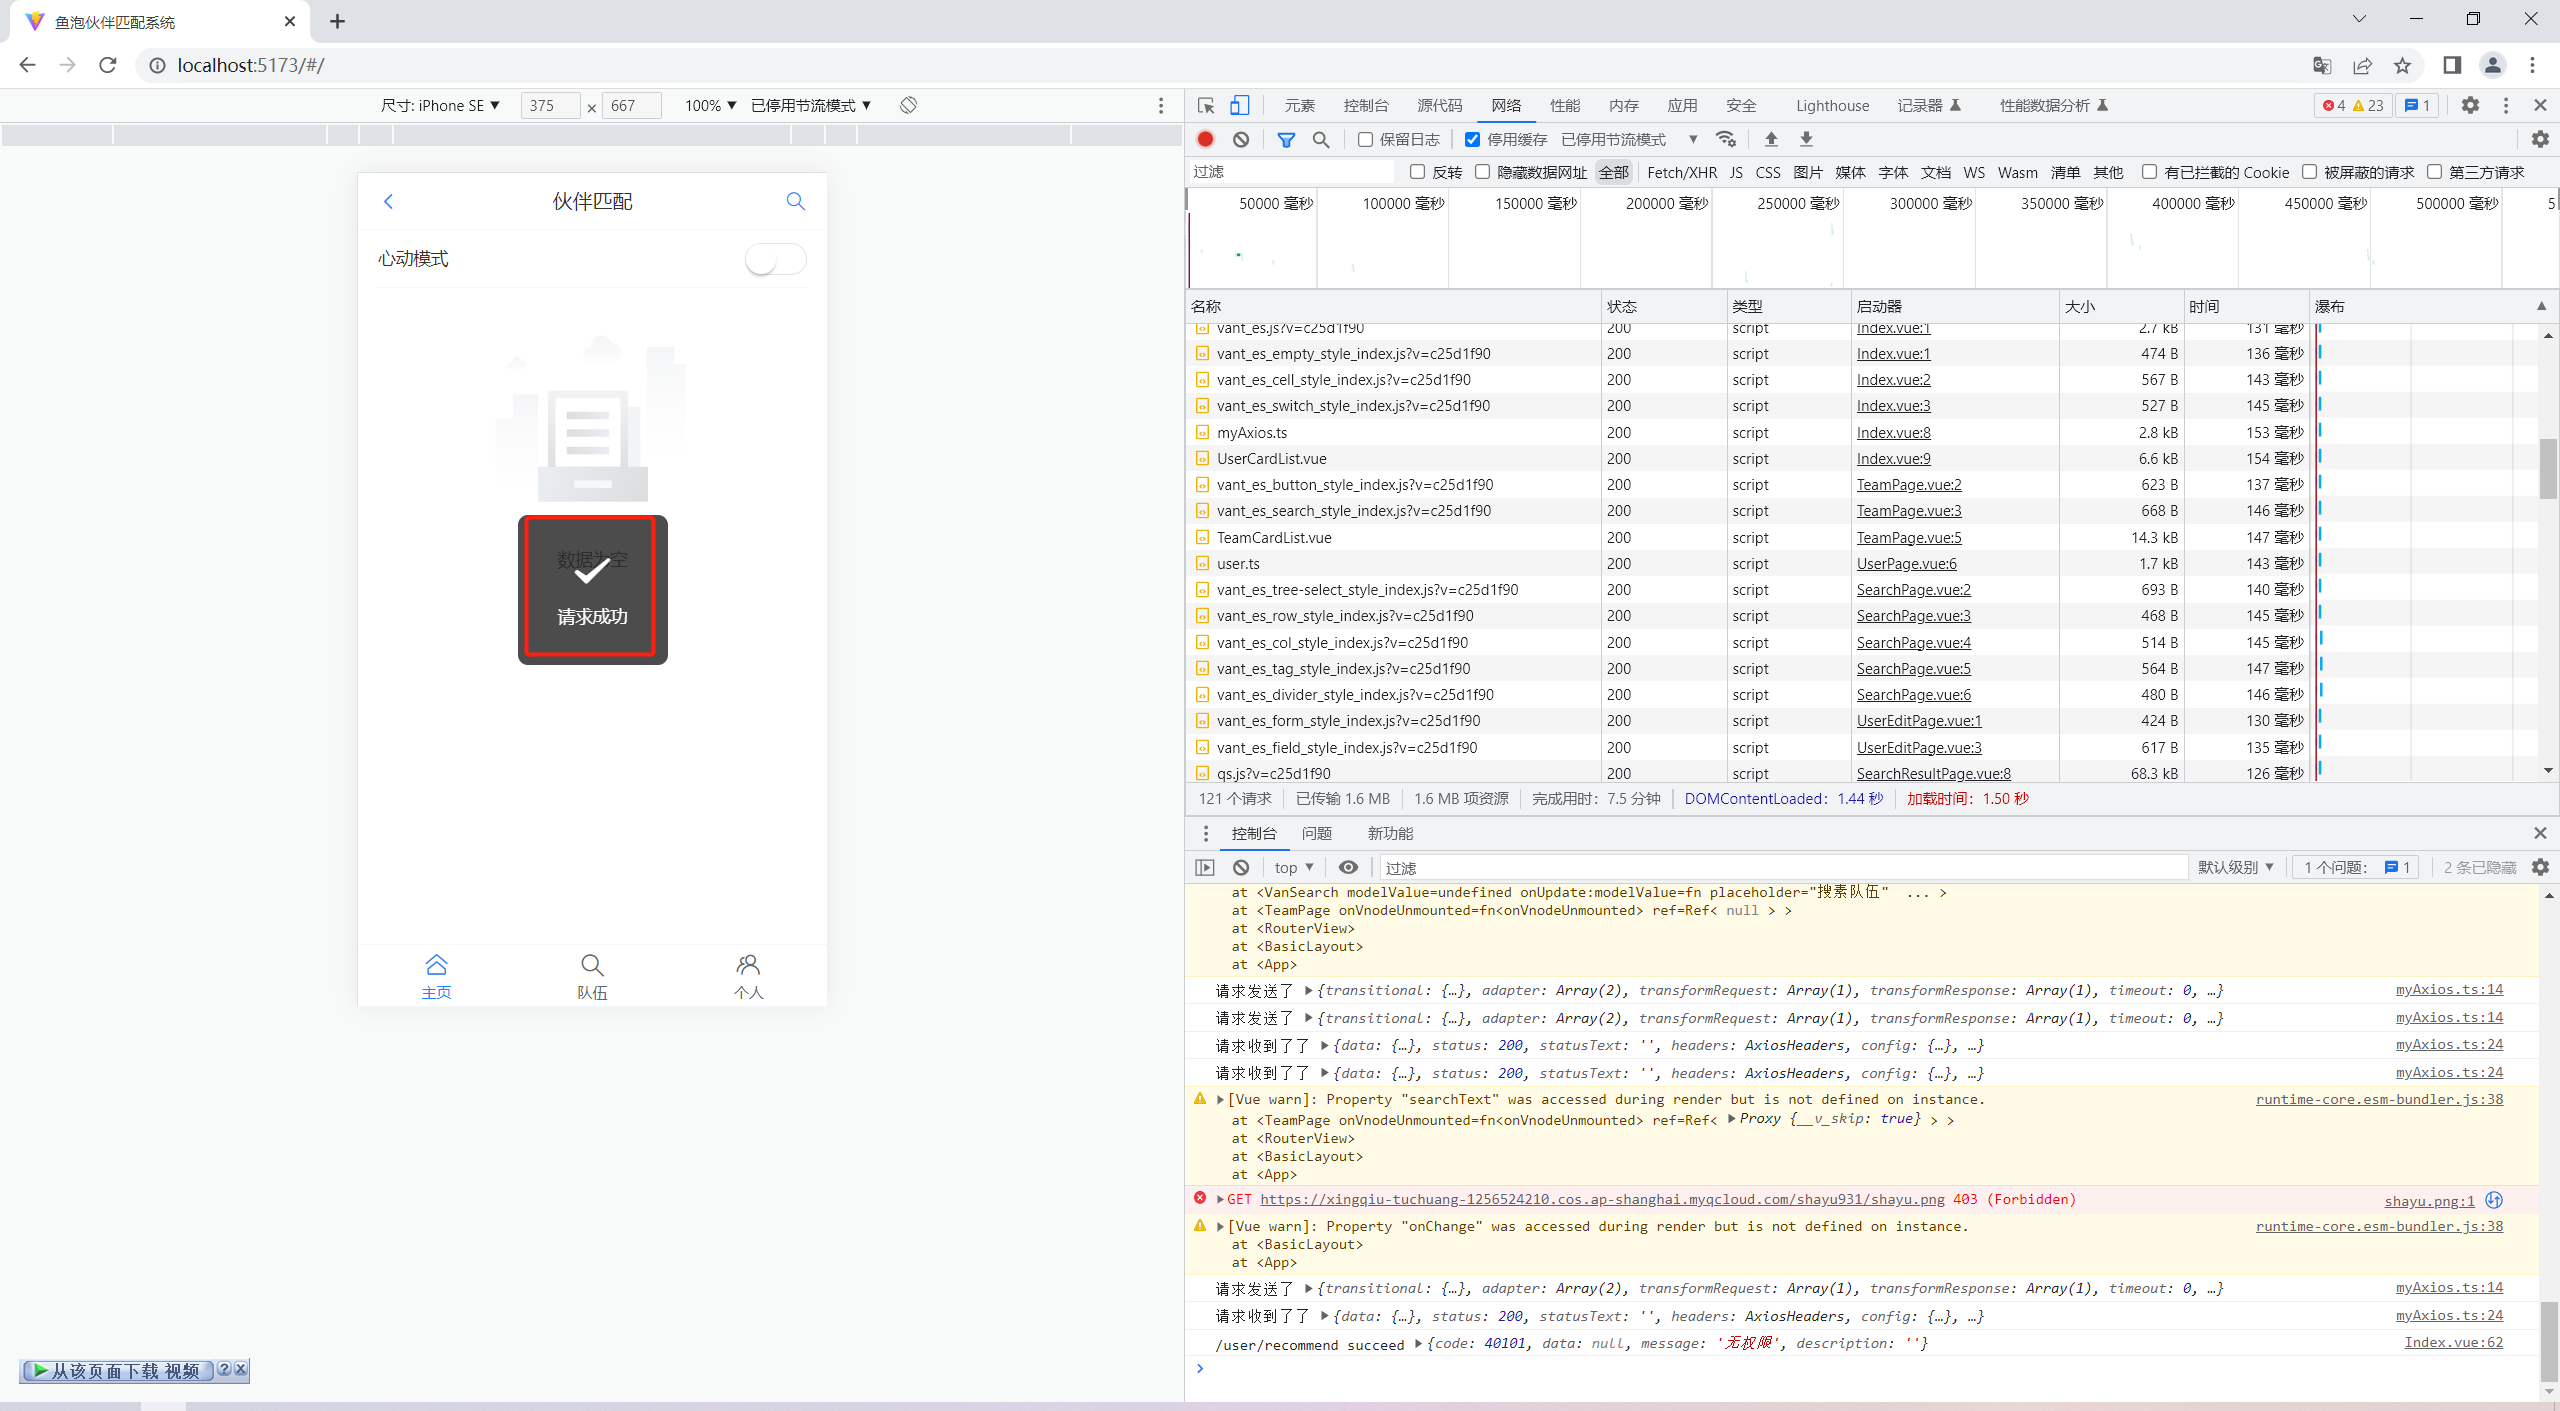 鱼泡伙伴匹配系统
localhost:5173/#/
尺寸: iPhone SE ▼ 375 × 667 100% ▼ 已停用节流模式 ▼
伙伴匹配
心动模式
数据为空
请求成功
主页 队伍 个人
从该页面下载 视频
元素 控制台 源代码 网络 性能 内存 应用 安全 Lighthouse 记录器 性能数据分析 4 23 1
保留日志 停用缓存 已停用节流模式 ▼
过滤 反转 隐藏数据网址 全部 Fetch/XHR JS CSS 图片 媒体 字体 文档 WS Wasm 清单 其他 有已拦截的 Cookie 被屏蔽的请求 第三方请求
50000 毫秒 100000 毫秒 150000 毫秒 200000 毫秒 250000 毫秒 300000 毫秒 350000 毫秒 400000 毫秒 450000 毫秒 500000 毫秒 5
名称 状态 类型 启动器 大小 时间 瀑布
vant_es.js?v=c25d1f90 200 script Index.vue:1 2.7 kB 131 毫秒
vant_es_empty_style_index.js?v=c25d1f90 200 script Index.vue:1 474 B 136 毫秒
vant_es_cell_style_index.js?v=c25d1f90 200 script Index.vue:2 567 B 143 毫秒
vant_es_switch_style_index.js?v=c25d1f90 200 script Index.vue:3 527 B 145 毫秒
myAxios.ts 200 script Index.vue:8 2.8 kB 153 毫秒
UserCardList.vue 200 script Index.vue:9 6.6 kB 154 毫秒
vant_es_button_style_index.js?v=c25d1f90 200 script TeamPage.vue:2 623 B 137 毫秒
vant_es_search_style_index.js?v=c25d1f90 200 script TeamPage.vue:3 668 B 146 毫秒
TeamCardList.vue 200 script TeamPage.vue:5 14.3 kB 147 毫秒
user.ts 200 script UserPage.vue:6 1.7 kB 143 毫秒
vant_es_tree-select_style_index.js?v=c25d1f90 200 script SearchPage.vue:2 693 B 140 毫秒
vant_es_row_style_index.js?v=c25d1f90 200 script SearchPage.vue:3 468 B 145 毫秒
vant_es_col_style_index.js?v=c25d1f90 200 script SearchPage.vue:4 514 B 145 毫秒
vant_es_tag_style_index.js?v=c25d1f90 200 script SearchPage.vue:5 564 B 147 毫秒
vant_es_divider_style_index.js?v=c25d1f90 200 script SearchPage.vue:6 480 B 146 毫秒
vant_es_form_style_index.js?v=c25d1f90 200 script UserEditPage.vue:1 424 B 130 毫秒
vant_es_field_style_index.js?v=c25d1f90 200 script UserEditPage.vue:3 617 B 135 毫秒
qs.js?v=c25d1f90 200 script SearchResultPage.vue:8 68.3 kB 126 毫秒
121 个请求 已传输 1.6 MB 1.6 MB 项资源 完成用时: 7.5 分钟 DOMContentLoaded: 1.44 秒 加载时间: 1.50 秒
控制台 问题 新功能
top ▼ 过滤 默认级别 ▼ 1 个问题: 1 2 条已隐藏
at <VanSearch modelValue=undefined onUpdate:modelValue=fn placeholder="搜素队伍" ... >
at <TeamPage onVnodeUnmounted=fn<onVnodeUnmounted> ref=Ref< null > >
at <RouterView>
at <BasicLayout>
at <App>
请求发送了 {transitional: {…}, adapter: Array(2), transformRequest: Array(1), transformResponse: Array(1), timeout: 0, …} myAxios.ts:14
请求发送了 {transitional: {…}, adapter: Array(2), transformRequest: Array(1), transformResponse: Array(1), timeout: 0, …} myAxios.ts:14
请求收到了了 {data: {…}, status: 200, statusText: '', headers: AxiosHeaders, config: {…}, …} myAxios.ts:24
请求收到了了 {data: {…}, status: 200, statusText: '', headers: AxiosHeaders, config: {…}, …} myAxios.ts:24
[Vue warn]: Property "searchText" was accessed during render but is not defined on instance. runtime-core.esm-bundler.js:38
at <TeamPage onVnodeUnmounted=fn<onVnodeUnmounted> ref=Ref< Proxy {__v_skip: true} > >
at <RouterView>
at <BasicLayout>
at <App>
GET https://xingqiu-tuchuang-1256524210.cos.ap-shanghai.myqcloud.com/shayu931/shayu.png 403 (Forbidden) shayu.png:1
[Vue warn]: Property "onChange" was accessed during render but is not defined on instance. runtime-core.esm-bundler.js:38
at <BasicLayout>
at <App>
请求发送了 {transitional: {…}, adapter: Array(2), transformRequest: Array(1), transformResponse: Array(1), timeout: 0, …} myAxios.ts:14
请求收到了了 {data: {…}, status: 200, statusText: '', headers: AxiosHeaders, config: {…}, …} myAxios.ts:24
/user/recommend succeed {code: 40101, data: null, message: '无权限', description: ''} Index.vue:62